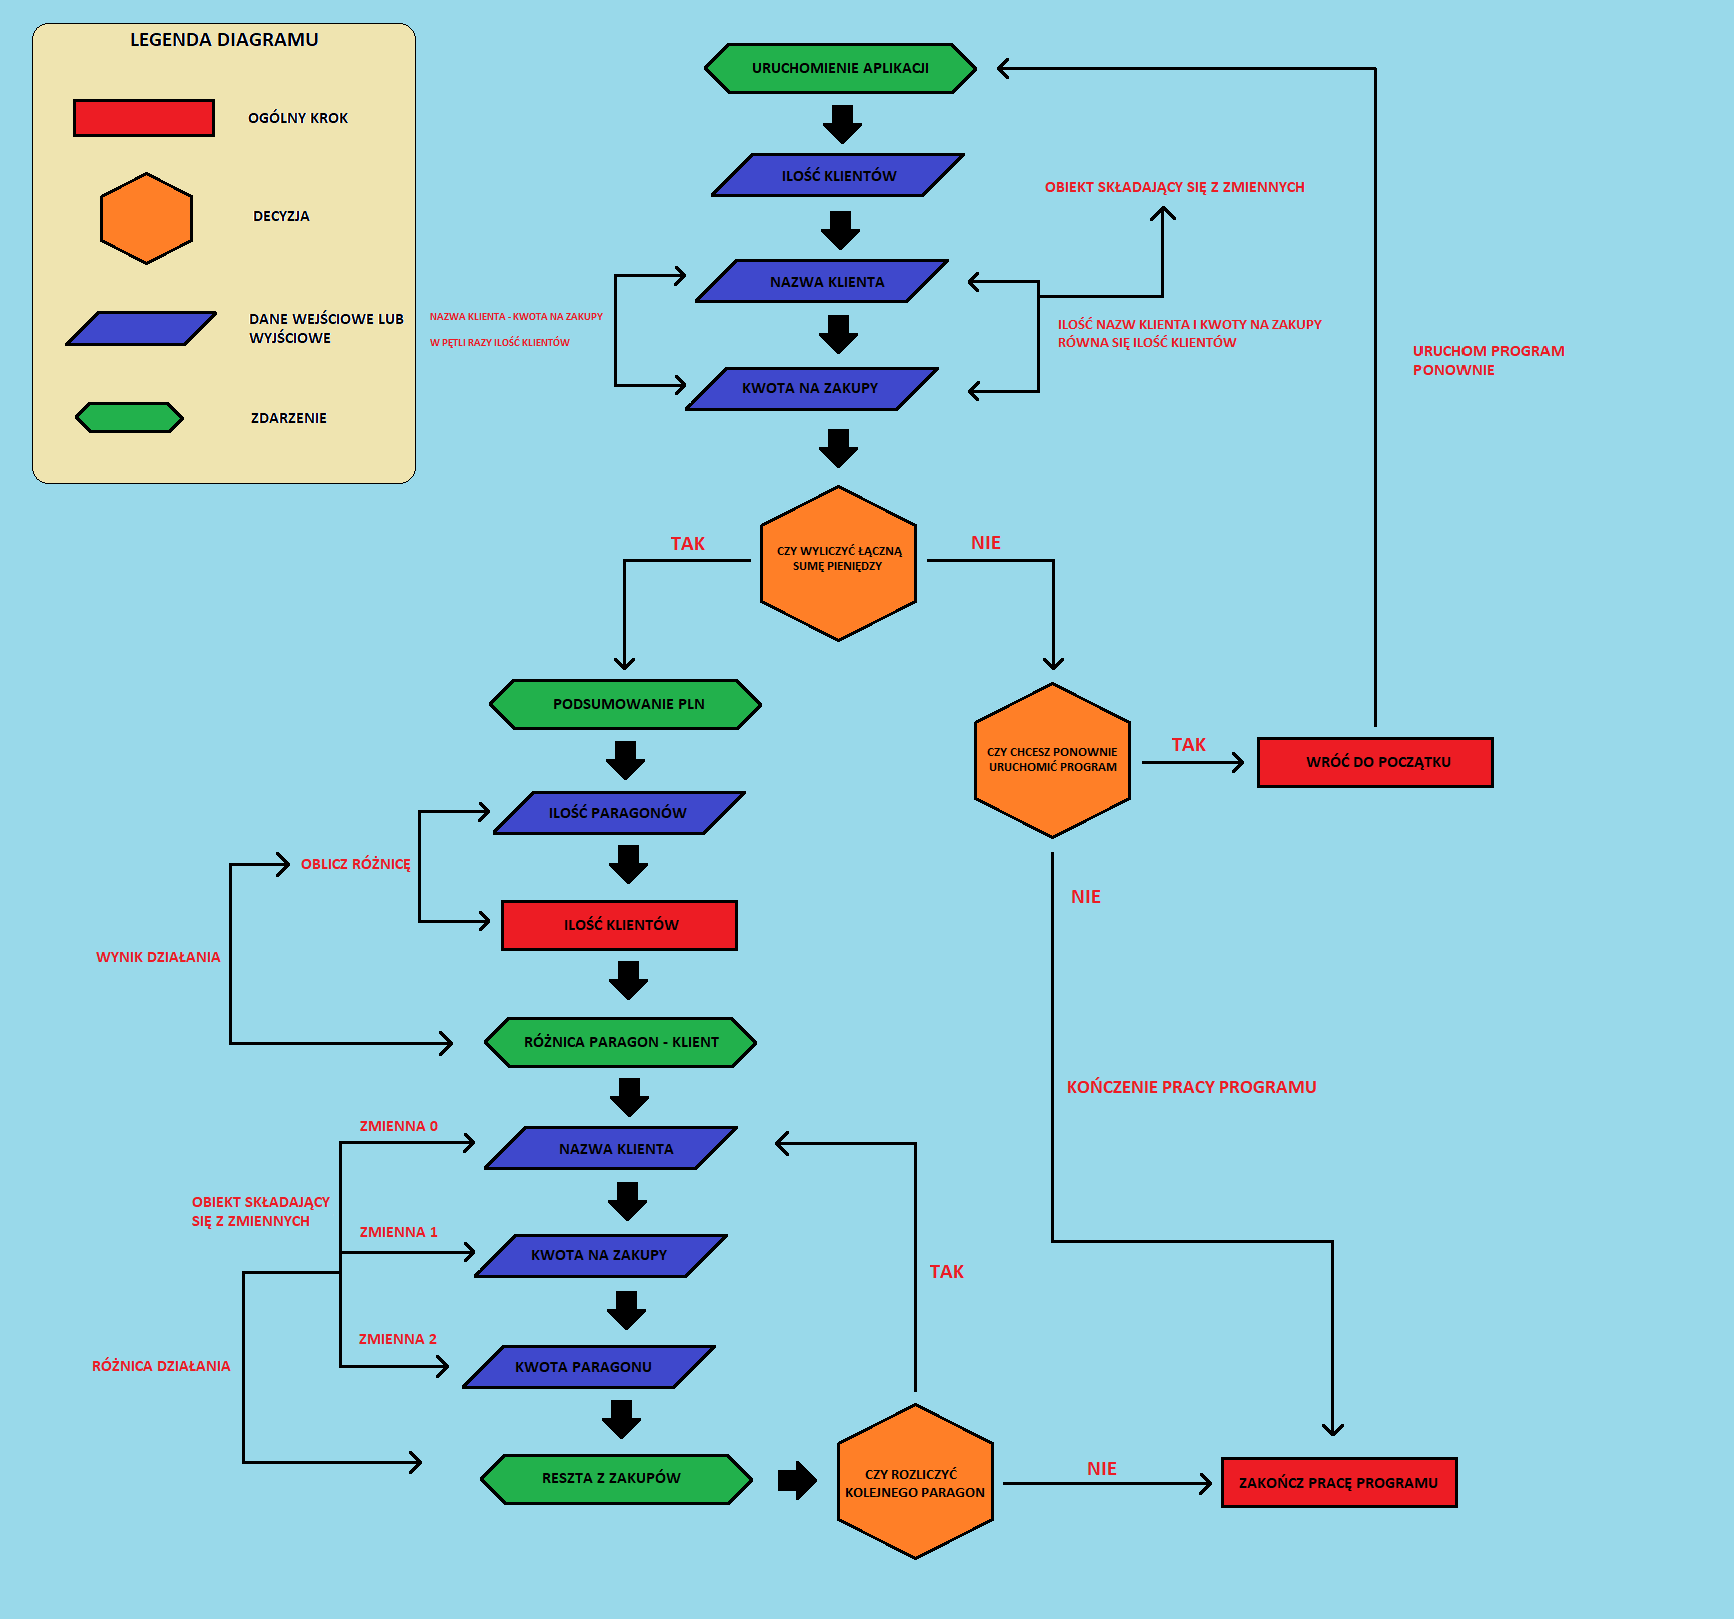 LEGENDA DIAGRAMU
OGÓLNY KROK
DECYZJA
DANE WEJŚCIOWE LUB
WYJŚCIOWE
ZDARZENIE
URUCHOMIENIE APLIKACJI
ILOŚĆ KLIENTÓW
OBIEKT SKŁADAJĄCY SIĘ Z ZMIENNYCH
NAZWA KLIENTA
NAZWA KLIENTA - KWOTA NA ZAKUPY
W PĘTLI RAZY ILOŚĆ KLIENTÓW
ILOŚĆ NAZW KLIENTA I KWOTY NA ZAKUPY
RÓWNA SIĘ ILOŚĆ KLIENTÓW
URUCHOM PROGRAM
PONOWNIE
KWOTA NA ZAKUPY
CZY WYLICZYĆ ŁĄCZNĄ
SUMĘ PIENIĘDZY
TAK
NIE
PODSUMOWANIE PLN
CZY CHCESZ PONOWNIE
URUCHOMIĆ PROGRAM
TAK
WRÓĆ DO POCZĄTKU
ILOŚĆ PARAGONÓW
OBLICZ RÓŻNICĘ
NIE
ILOŚĆ KLIENTÓW
WYNIK DZIAŁANIA
RÓŻNICA PARAGON - KLIENT
KOŃCZENIE PRACY PROGRAMU
ZMIENNA 0
NAZWA KLIENTA
OBIEKT SKŁADAJĄCY
SIĘ Z ZMIENNYCH
ZMIENNA 1
KWOTA NA ZAKUPY
TAK
ZMIENNA 2
RÓŻNICA DZIAŁANIA
KWOTA PARAGONU
RESZTA Z ZAKUPÓW
CZY ROZLICZYĆ
KOLEJNEGO PARAGON
NIE
ZAKOŃCZ PRACĘ PROGRAMU